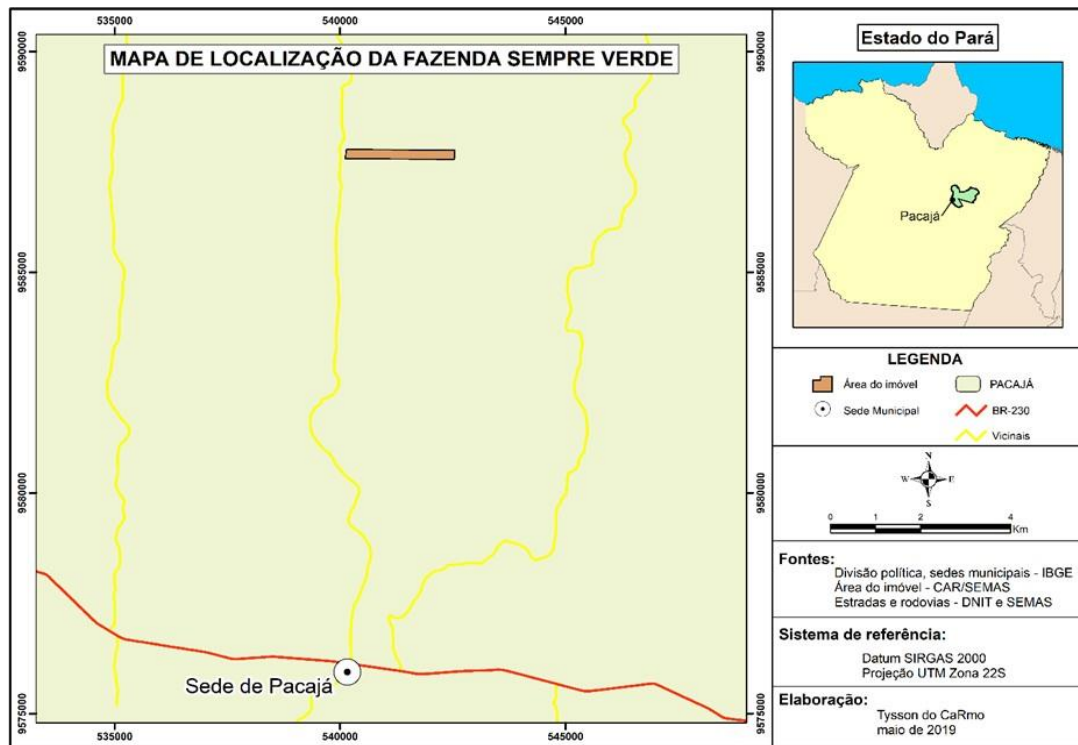 535000
540000
545000
9590000
9585000
9580000
9575000
MAPA DE LOCALIZAÇÃO DA FAZENDA SEMPRE VERDE
Sede de Pacajá
9590000
9585000
9580000
9575000
535000
540000
545000
Estado do Pará
Pacajá
LEGENDA
Área do imóvel
PACAJÁ
Sede Municipal
BR-230
Vicinais
N
W E
S
0 1 2 4
Km
Fontes:
Divisão política, sedes municipais - IBGE
Área do imóvel - CAR/SEMAS
Estradas e rodovias - DNIT e SEMAS
Sistema de referência:
Datum SIRGAS 2000
Projeção UTM Zona 22S
Elaboração:
Tysson do CaRmo
maio de 2019